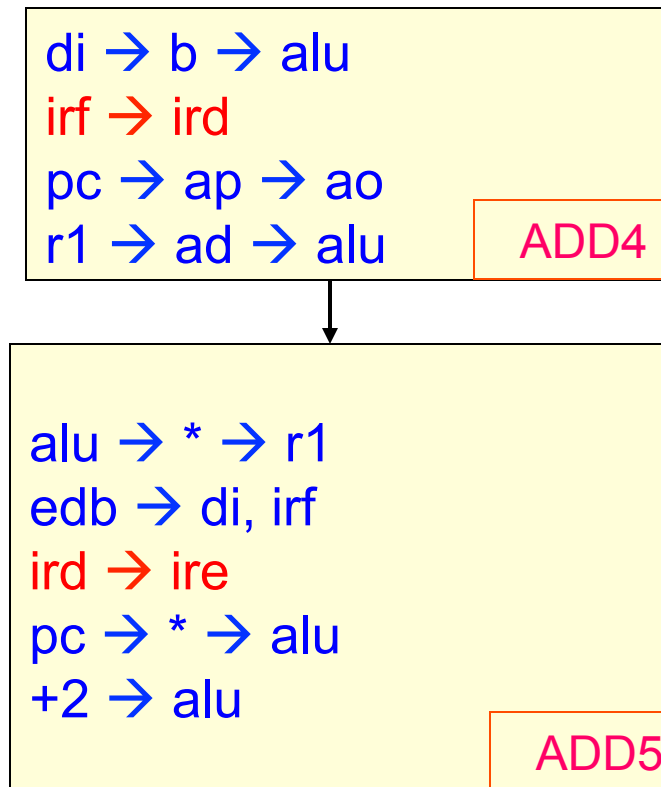 di → b → alu
irf → ird
pc → ap → ao
r1 → ad → alu
ADD4
alu → * → r1
edb → di, irf
ird → ire
pc → * → alu
+2 → alu
ADD5